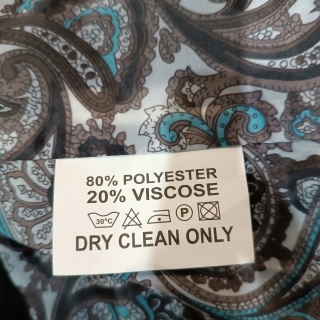 80% POLYESTER
20% VISCOSE
30°C P
DRY CLEAN ONLY